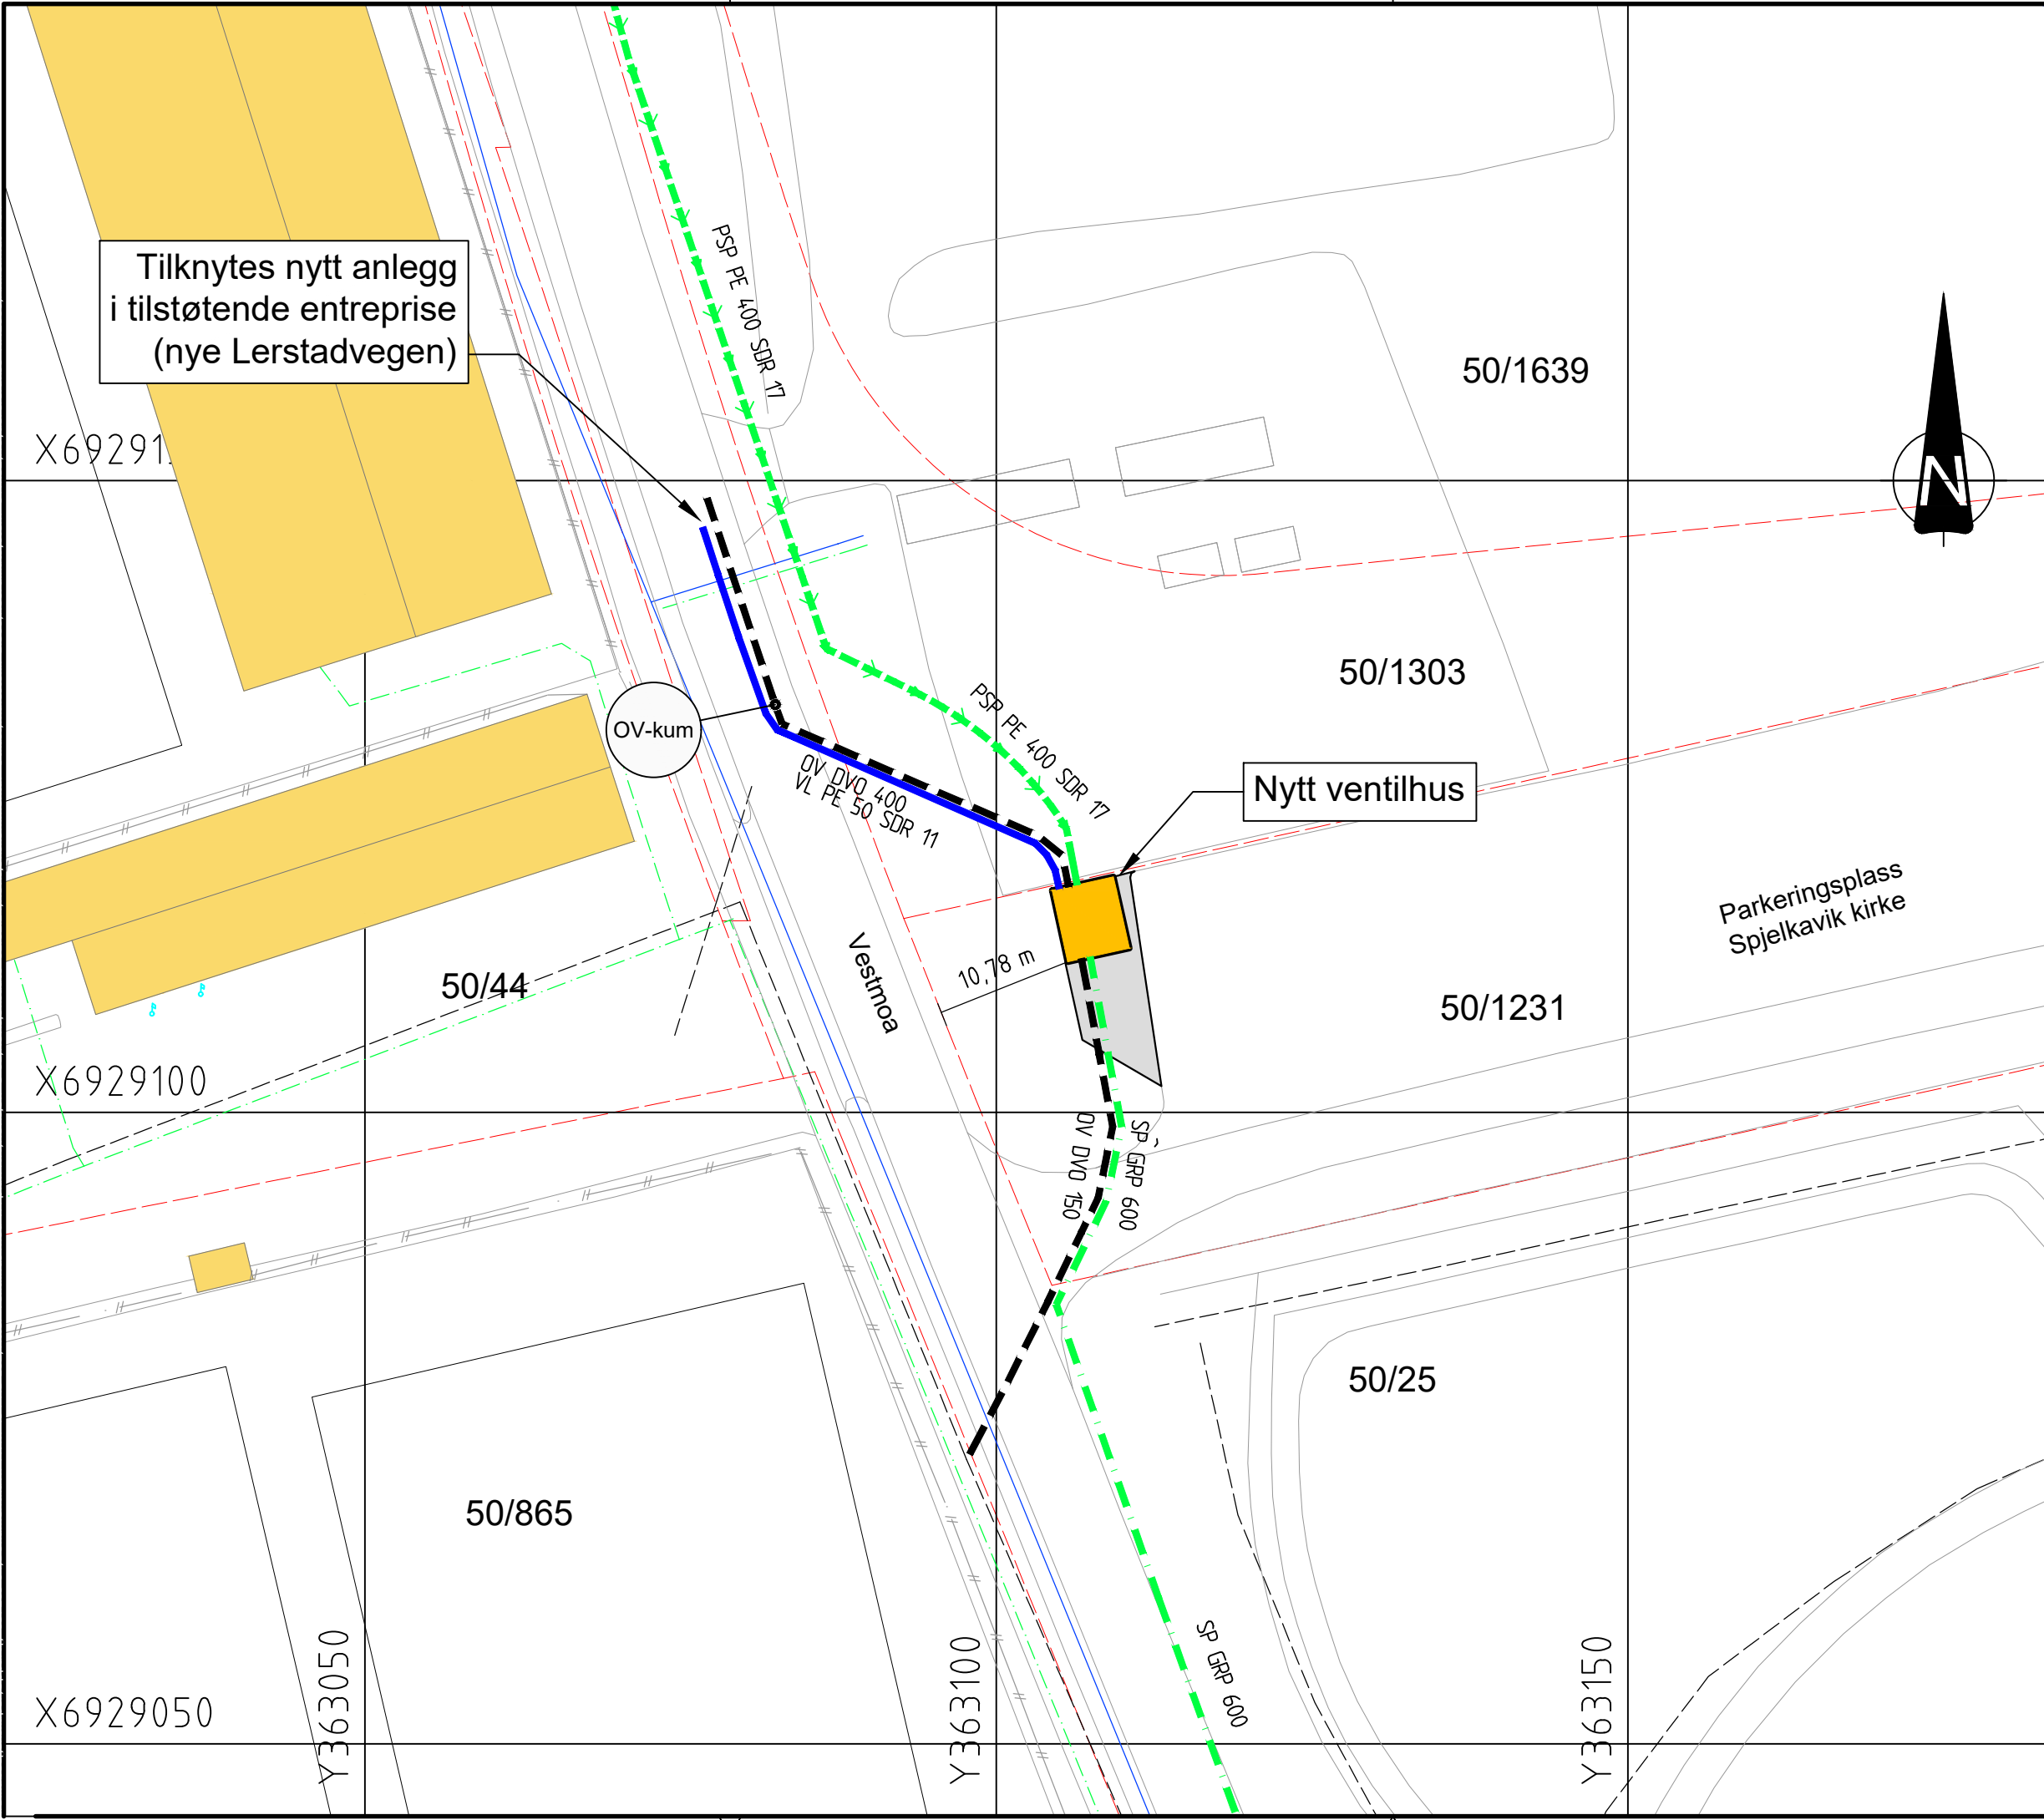 PSP PE 400 SDR 17
Tilknytes nytt anlegg
i tilstøtende entreprise
(nye Lerstadvegen)
50/1639
N
50/1303
PSP PE 400 SDR 17
OV-kum
OV DVO 400
VL PE 50 SDR 11
Nytt ventilhus
Parkeringsplass
Spjelkavik kirke
Vestmoa
10,78 m
50/44
50/1231
X6929100
SP GRP 600
OV DVO 150
50/25
50/865
SP GRP 600
X6929050
Y363050
Y363100
Y363150